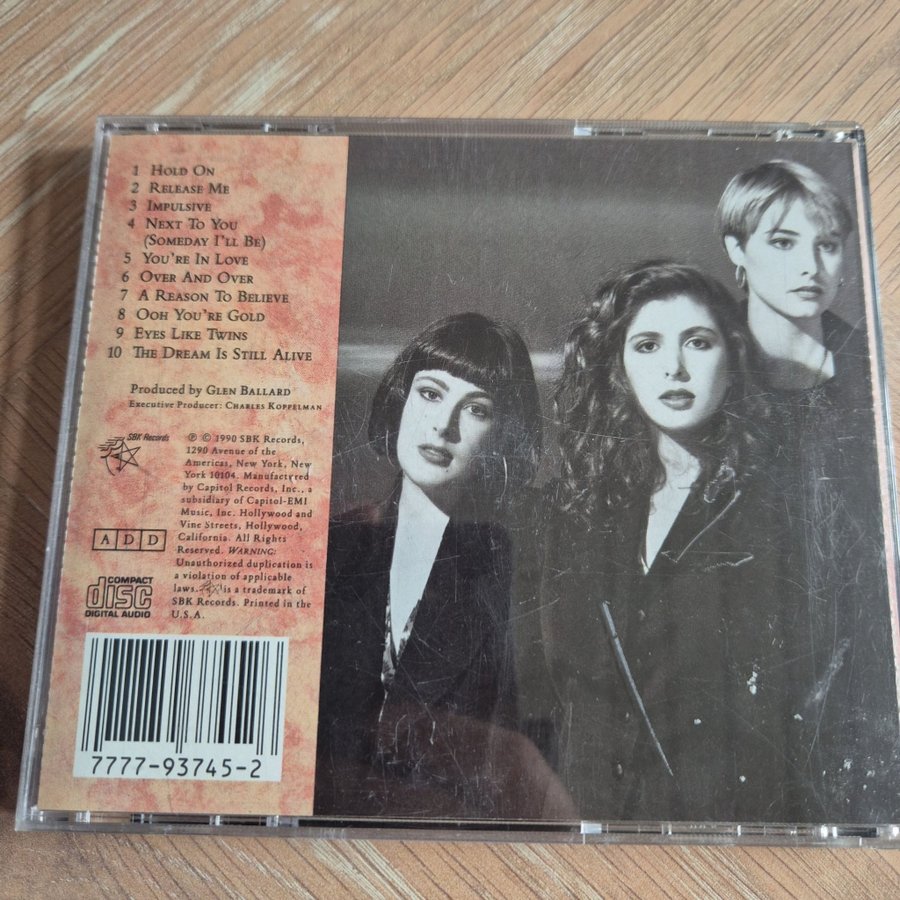 1 Hold On
2 Release Me
3 Impulsive
4 Next To You
(Someday I'll Be)
5 You're In Love
6 Over And Over
7 A Reason To Believe
8 Ooh You're Gold
9 Eyes Like Twins
10 The Dream Is Still Alive
Produced by Glen Ballard
Executive Producer: Charles Koppelman
SBK Records
℗ © 1990 SBK Records,
1290 Avenue of the
Americas, New York, New
York 10104. Manufactured
by Capitol Records, Inc., a
subsidiary of Capitol-EMI
Music, Inc. Hollywood and
Vine Streets, Hollywood,
California. All Rights
Reserved. Warning:
Unauthorized duplication is
a violation of applicable
laws. is a trademark of
SBK Records. Printed in the
U.S.A.
ADD
COMPACT
disc
DIGITAL AUDIO
7777-93745-2